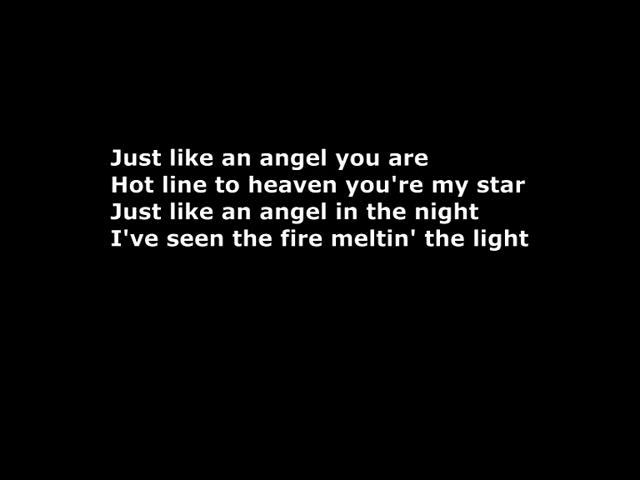 Just like an angel you are
Hot line to heaven you're my star
Just like an angel in the night
I've seen the fire meltin' the light